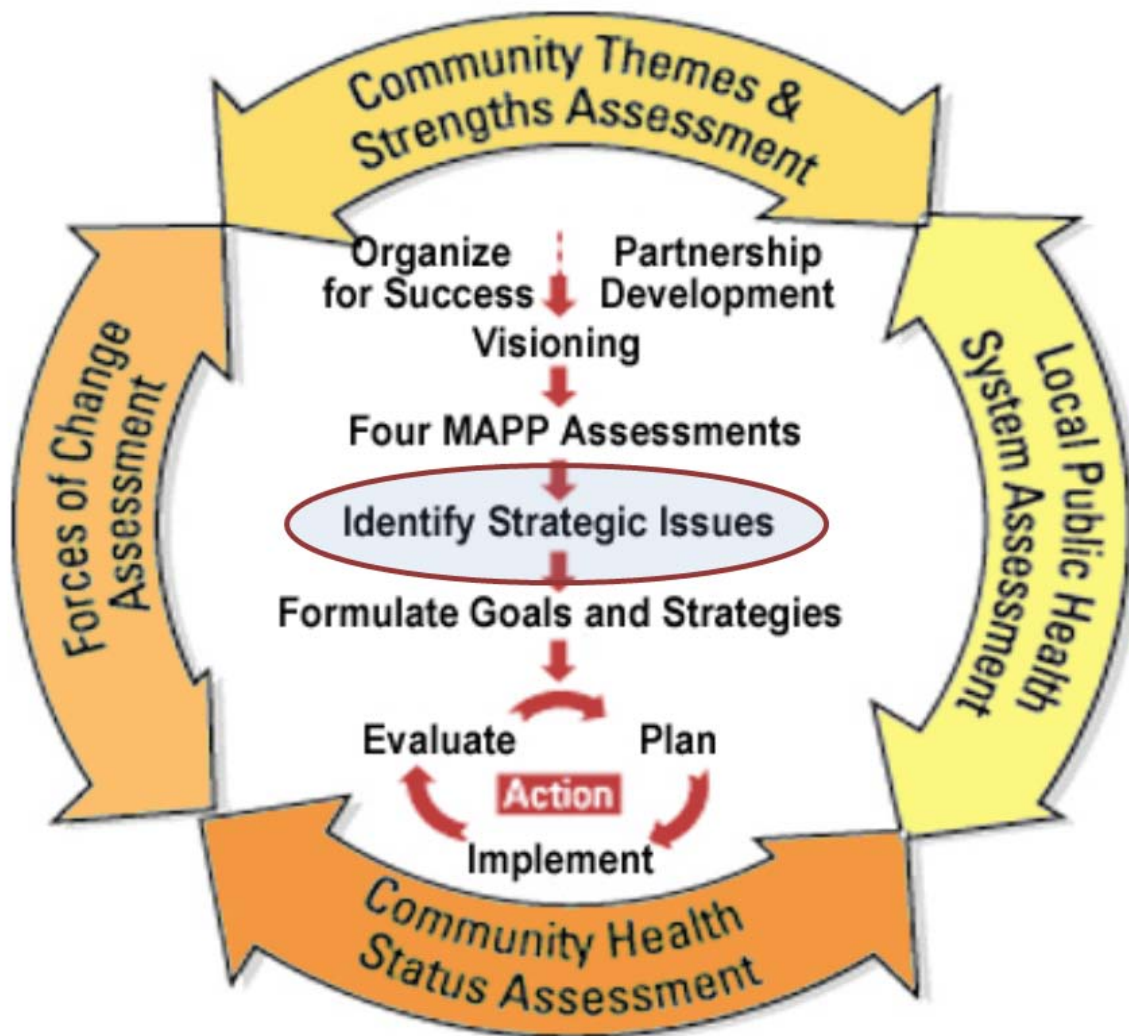 Community Themes &
Strengths Assessment
Organize
for Success
Partnership
Development
Visioning
Four MAPP Assessments
Identify Strategic Issues
Formulate Goals and Strategies
Evaluate
Plan
Action
Implement
Forces of Change
Assessment
Local Public Health
System Assessment
Community Health
Status Assessment